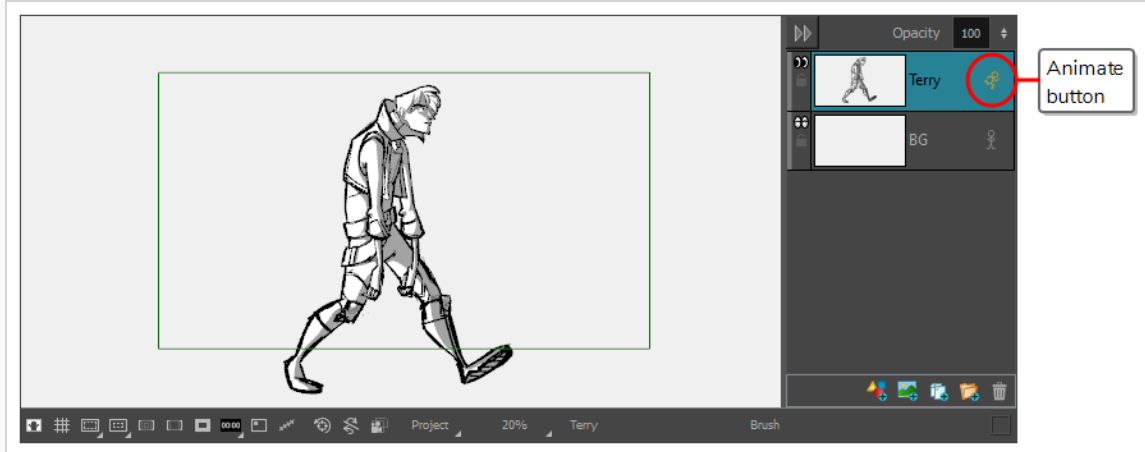 Opacity 100
Terry
Animate
button
BG
00:00
Project 20% Terry Brush